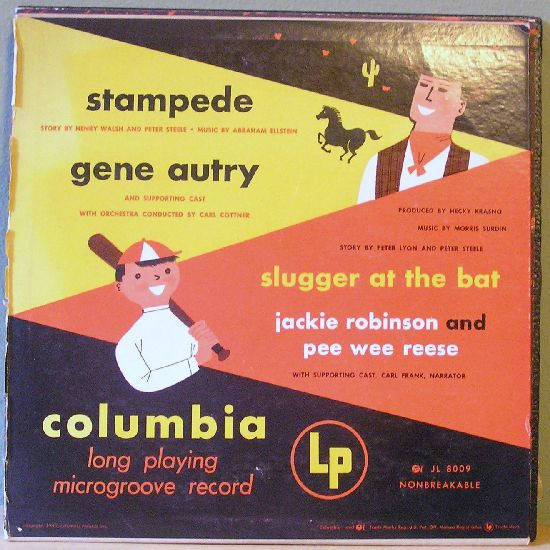 stampede
STORY BY HENRY WALSH AND PETER STEELE • MUSIC BY ABRAHAM ELLSTEIN
gene autry
AND SUPPORTING CAST
WITH ORCHESTRA CONDUCTED BY CARL COTTNER
PRODUCED BY HECKY KRASNO
MUSIC BY MORRIS SURDIN
STORY BY PETER LYON AND PETER STEELE
slugger at the bat
jackie robinson and
pee wee reese
WITH SUPPORTING CAST, CARL FRANK, NARRATOR
columbia
long playing
microgroove record
Lp
JL 8009
NONBREAKABLE